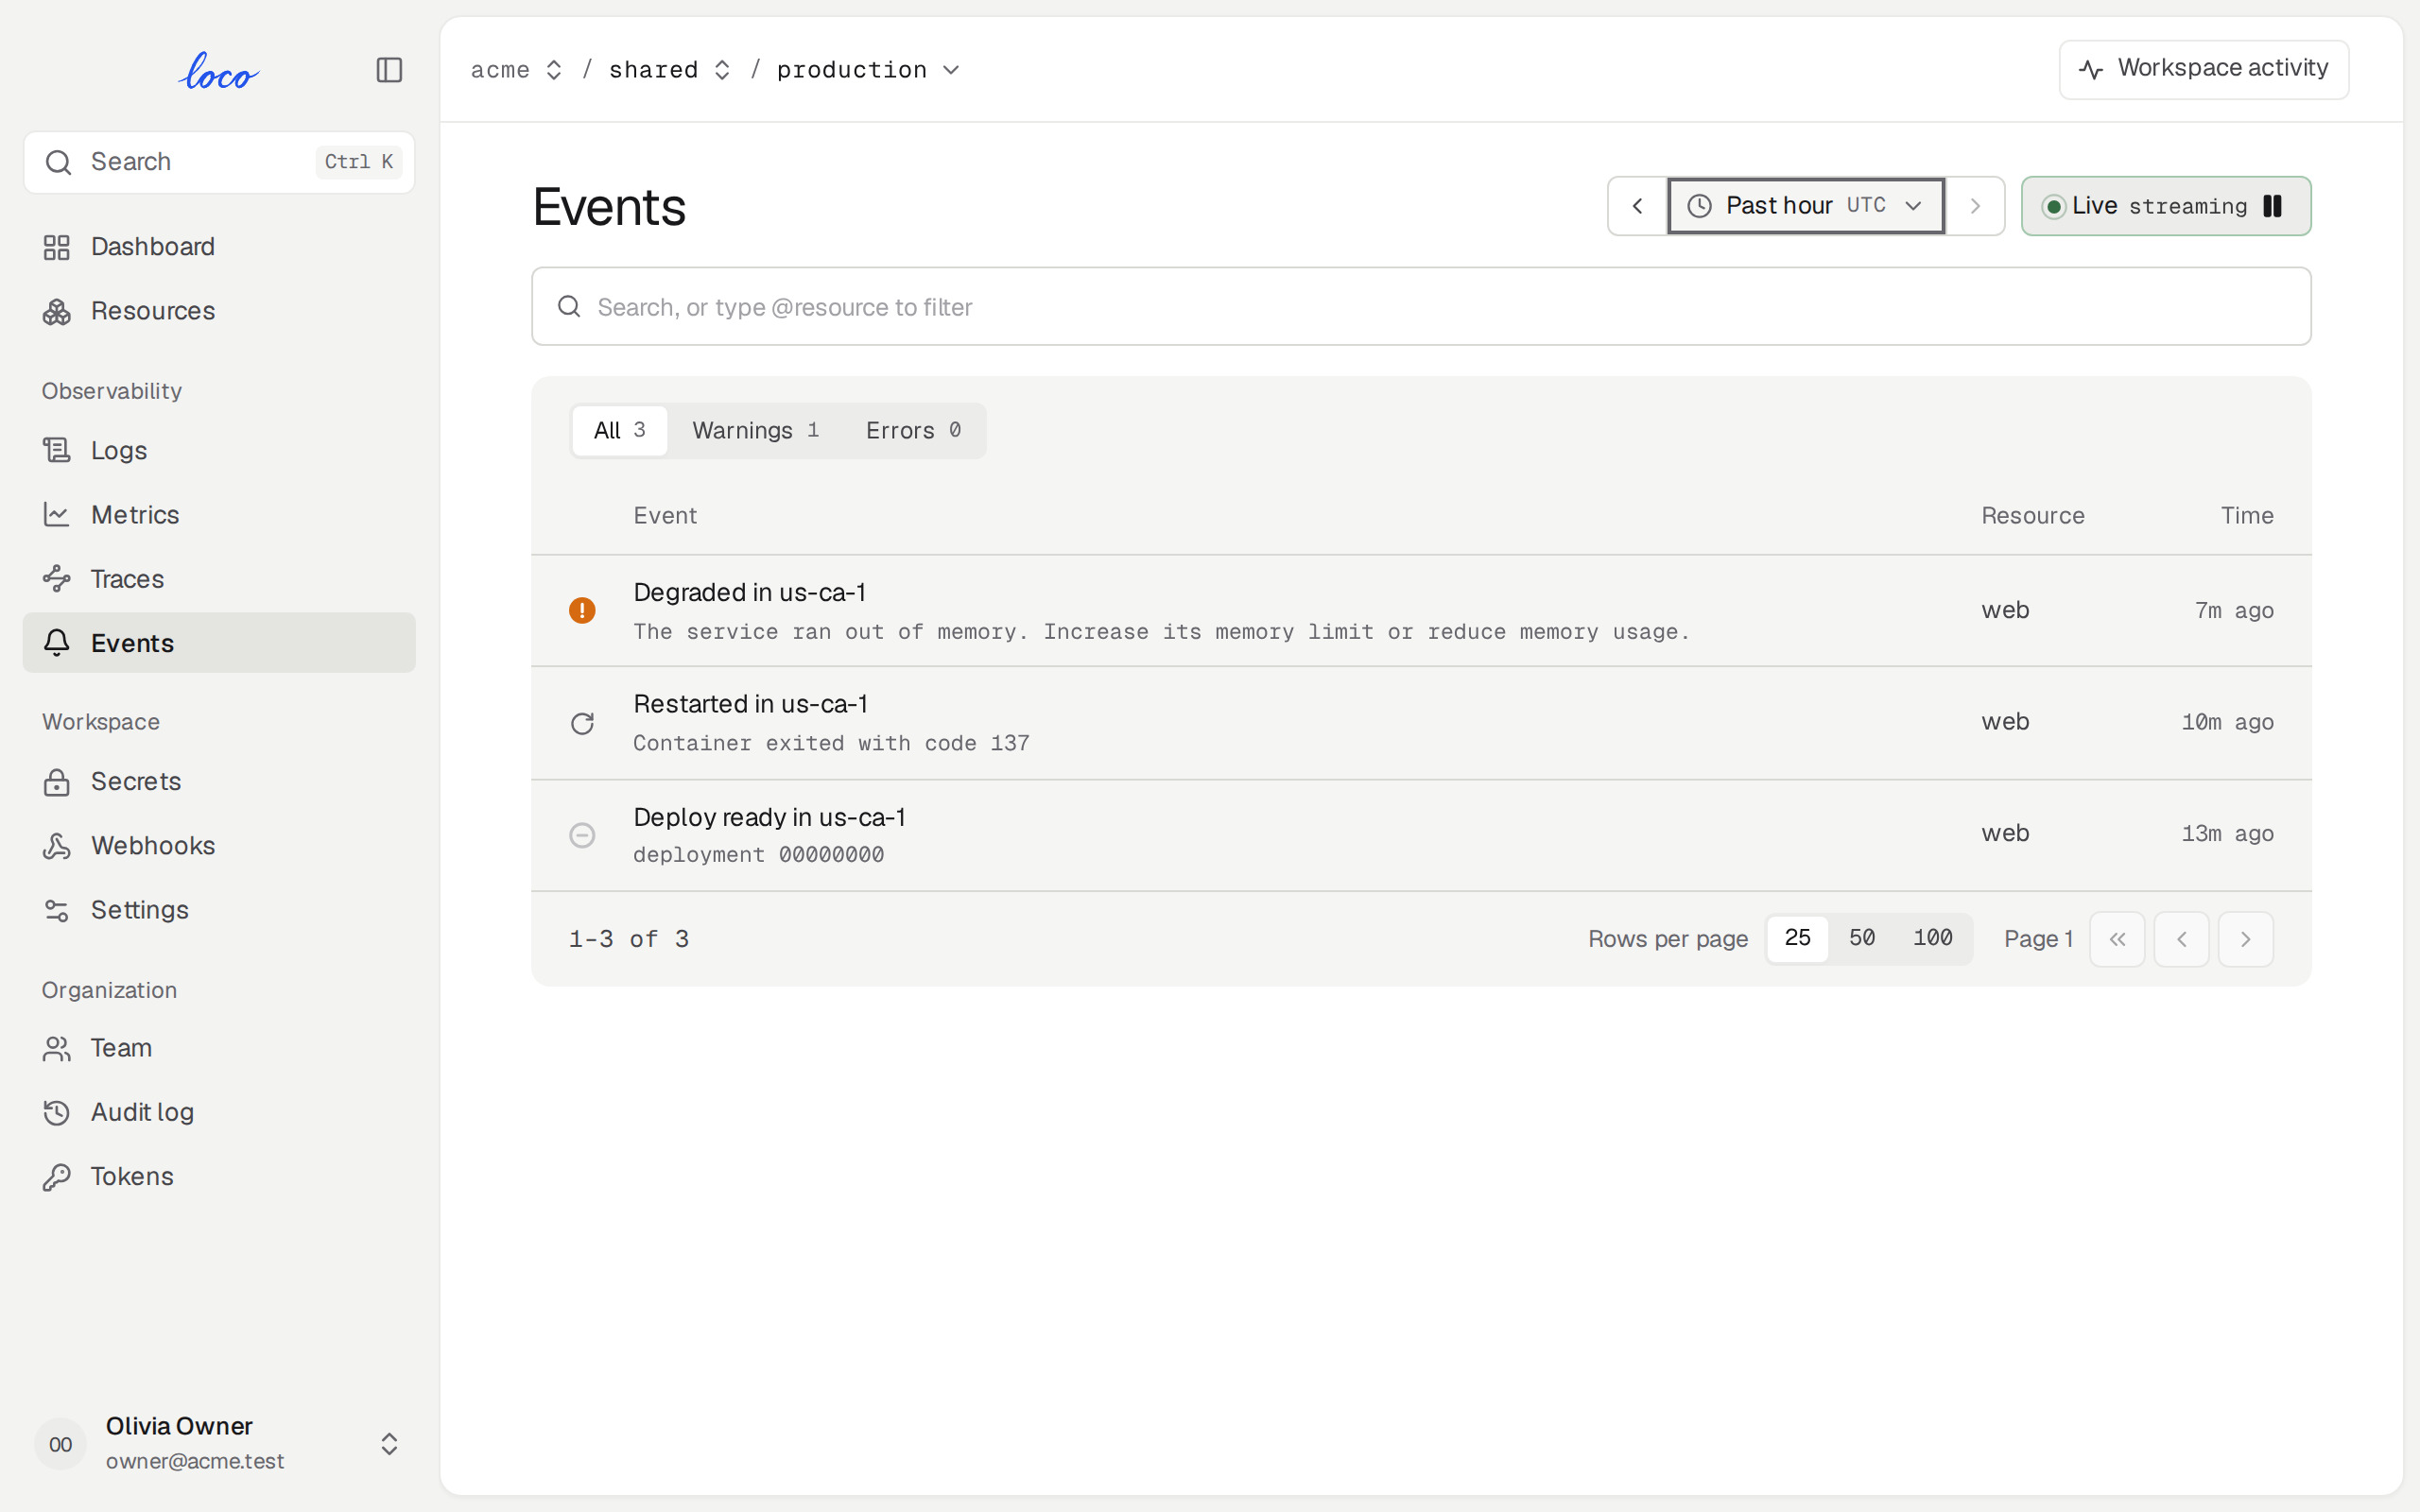 loco
acme / shared / production
Workspace activity
Search Ctrl K
Dashboard
Resources
Observability
Logs
Metrics
Traces
Events
Workspace
Secrets
Webhooks
Settings
Organization
Team
Audit log
Tokens
OO
Olivia Owner
owner@acme.test
Events
Past hour UTC
Live streaming
Search, or type @resource to filter
All 3 Warnings 1 Errors 0
Event Resource Time
Degraded in us-ca-1
The service ran out of memory. Increase its memory limit or reduce memory usage.
web 7m ago
Restarted in us-ca-1
Container exited with code 137
web 10m ago
Deploy ready in us-ca-1
deployment 00000000
web 13m ago
1-3 of 3
Rows per page 25 50 100 Page 1